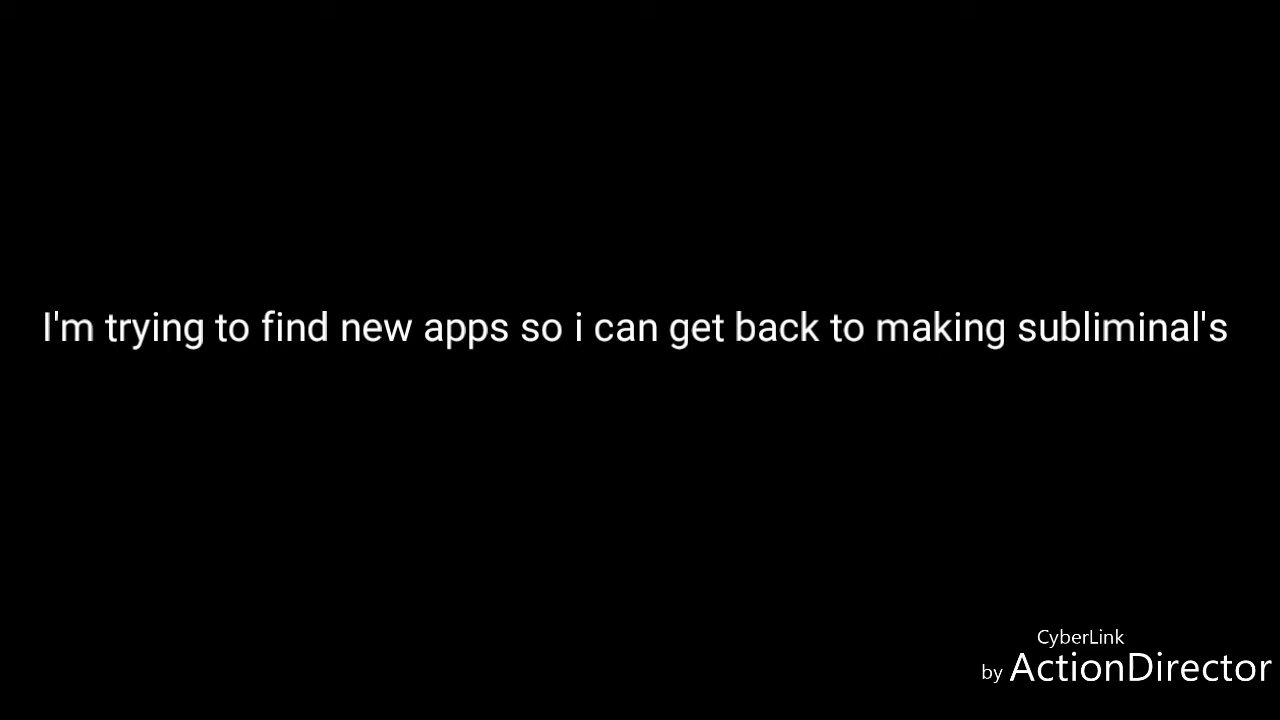 I'm trying to find new apps so i can get back to making subliminal's
CyberLink
by ActionDirector